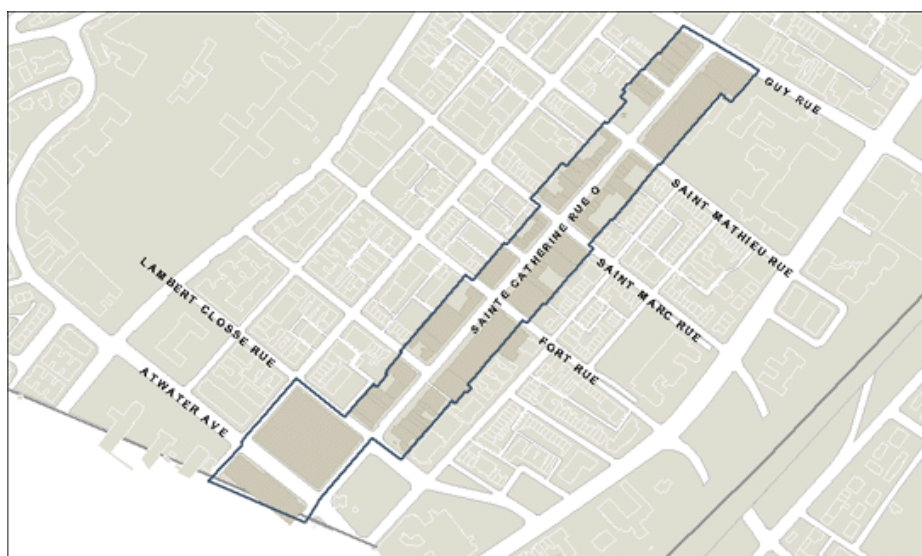 GUY RUE
SAINT MATHIEU RUE
SAINTE CATHERINE RUE O
SAINT MARC RUE
LAMBERT CLOSSE RUE
FORT RUE
ATWATER AVE